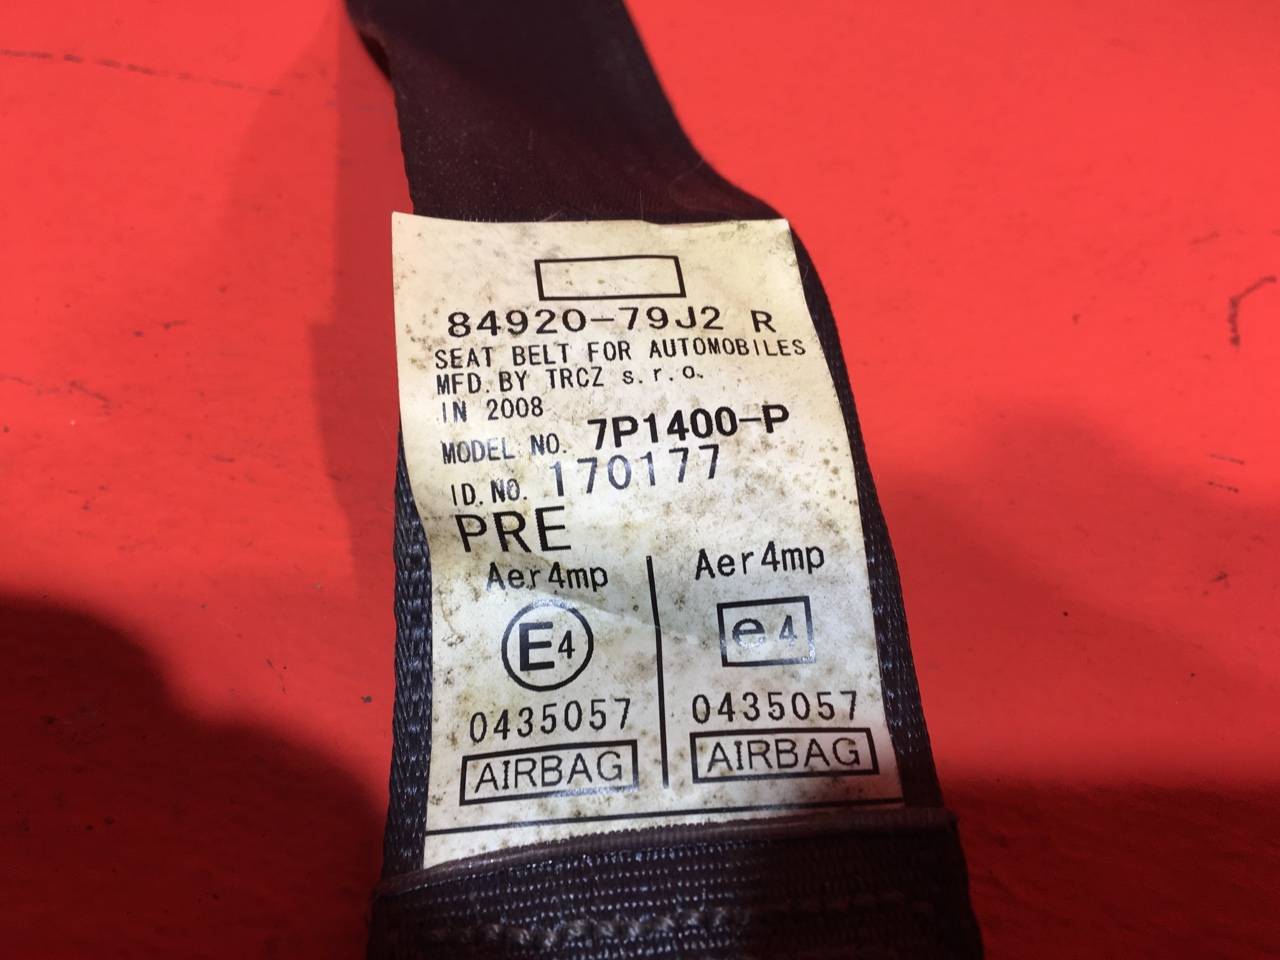 84920-79J2 R
SEAT BELT FOR AUTOMOBILES
MFD. BY TRCZ s.r.o.
IN 2008
MODEL NO. 7P1400-P
ID. NO. 170177
PRE
Aer4mp Aer4mp
E4 e4
0435057 0435057
AIRBAG AIRBAG